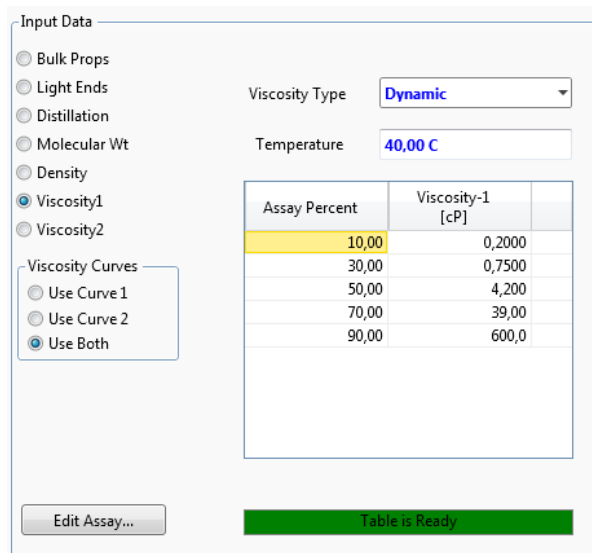 Input Data
Bulk Props
Light Ends
Distillation
Molecular Wt
Density
Viscosity1
Viscosity2
Viscosity Curves
Use Curve 1
Use Curve 2
Use Both
Edit Assay...
Viscosity Type Dynamic
Temperature 40,00 C
Assay Percent Viscosity-1 [cP]
10,00 0,2000
30,00 0,7500
50,00 4,200
70,00 39,00
90,00 600,0
Table is Ready